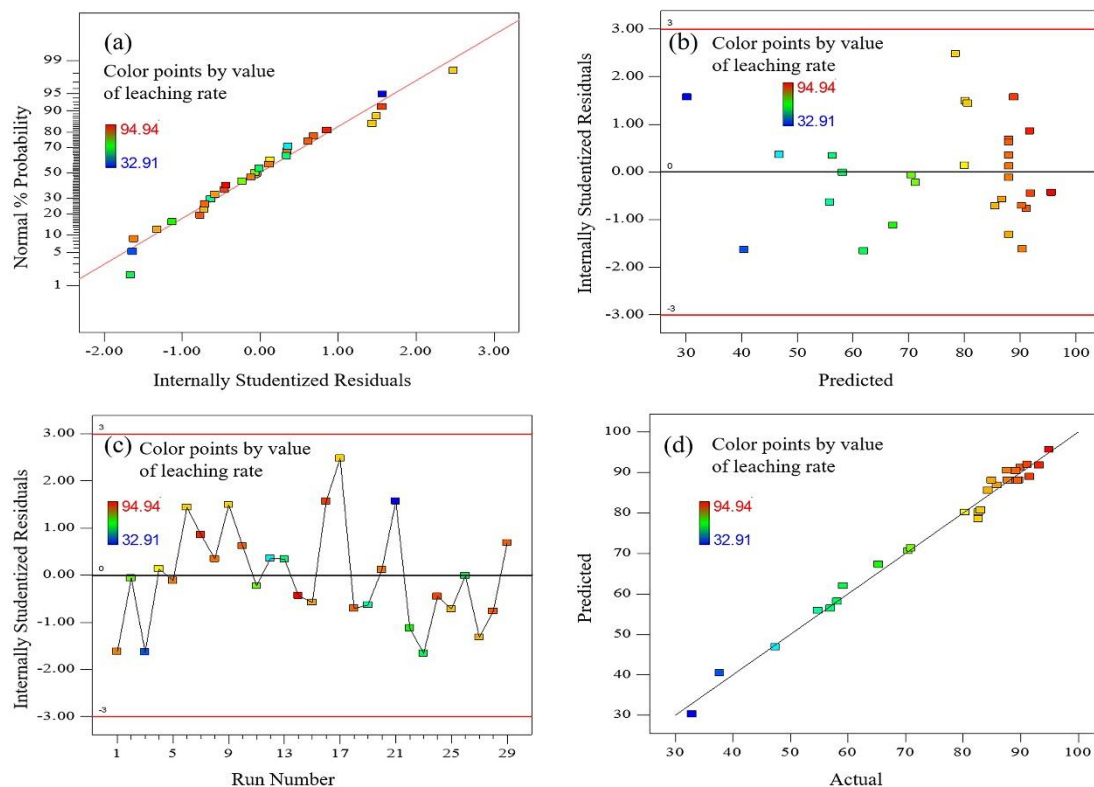 (a)
Color points by value
of leaching rate
94.94
32.91
Normal % Probability
99
95
90
80
70
50
30
20
10
5
1
-2.00 -1.00 0.00 1.00 2.00 3.00
Internally Studentized Residuals
(b)
Color points by value
of leaching rate
94.94
32.91
Internally Studentized Residuals
3.00
2.00
1.00
0.00
-1.00
-2.00
-3.00
3
0
-3
30 40 50 60 70 80 90 100
Predicted
(c)
Color points by value
of leaching rate
94.94
32.91
Internally Studentized Residuals
3.00
2.00
1.00
0.00
-1.00
-2.00
-3.00
3
0
-3
1 5 9 13 17 21 25 29
Run Number
(d)
Color points by value
of leaching rate
94.94
32.91
Predicted
100
90
80
70
60
50
40
30
30 40 50 60 70 80 90 100
Actual